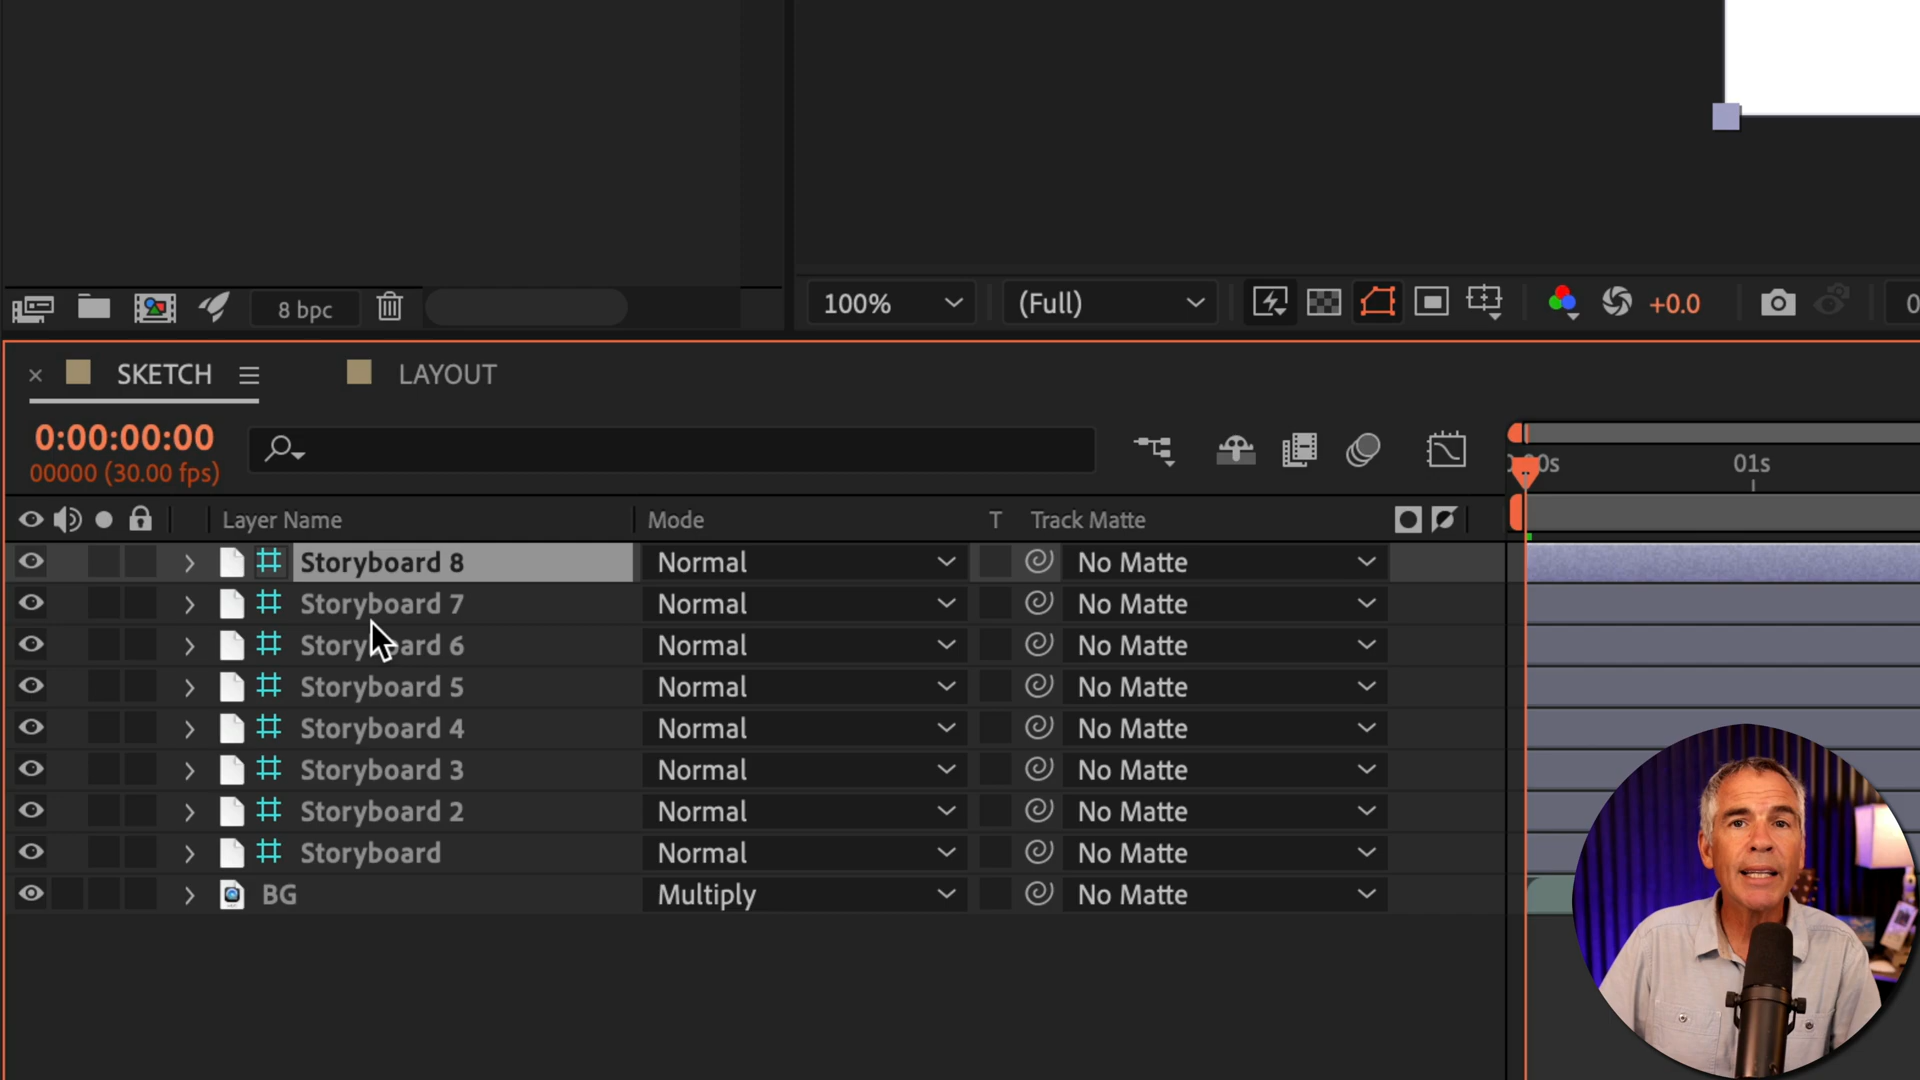 8 bpc
100%
(Full)
+0.0
SKETCH
LAYOUT
0:00:00:00
00000 (30.00 fps)
01s
Layer Name
Mode
T
Track Matte
Storyboard 8
Normal
No Matte
Storyboard 7
Normal
No Matte
Storyboard 6
Normal
No Matte
Storyboard 5
Normal
No Matte
Storyboard 4
Normal
No Matte
Storyboard 3
Normal
No Matte
Storyboard 2
Normal
No Matte
Storyboard
Normal
No Matte
BG
Multiply
No Matte